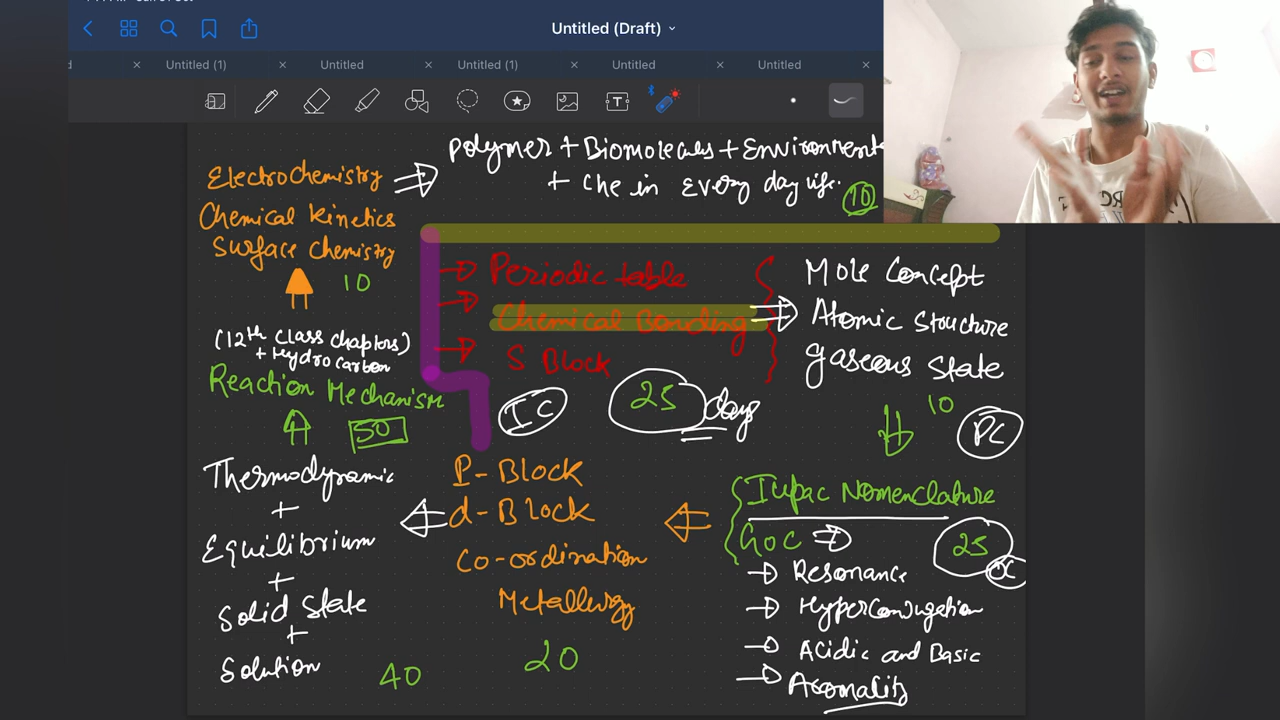 Untitled (Draft)
d
Untitled (1)
Untitled
Untitled (1)
Untitled
Untitled
Electrochemistry
Chemical kinetics
Surface Chemistry
10
Polymer + Biomolecules + Environmental
+ Che in Every day life.
10
Periodic table
Chemical Bonding
S Block
IC
25 days
Mole Concept
Atomic Structure
gaseous State
10
PC
(12th Class chapters)
+ Hydrocarbon
Reaction Mechanism
50
Thermodynamic
+
Equilibrium
+
Solid State
+
Solution
40
P-Block
d-Block
Co-ordination
Metallurgy
20
Iupac Nomenclature
GOC
25
OC
Resonance
Hyperconjugation
Acidic and Basic
Aromality